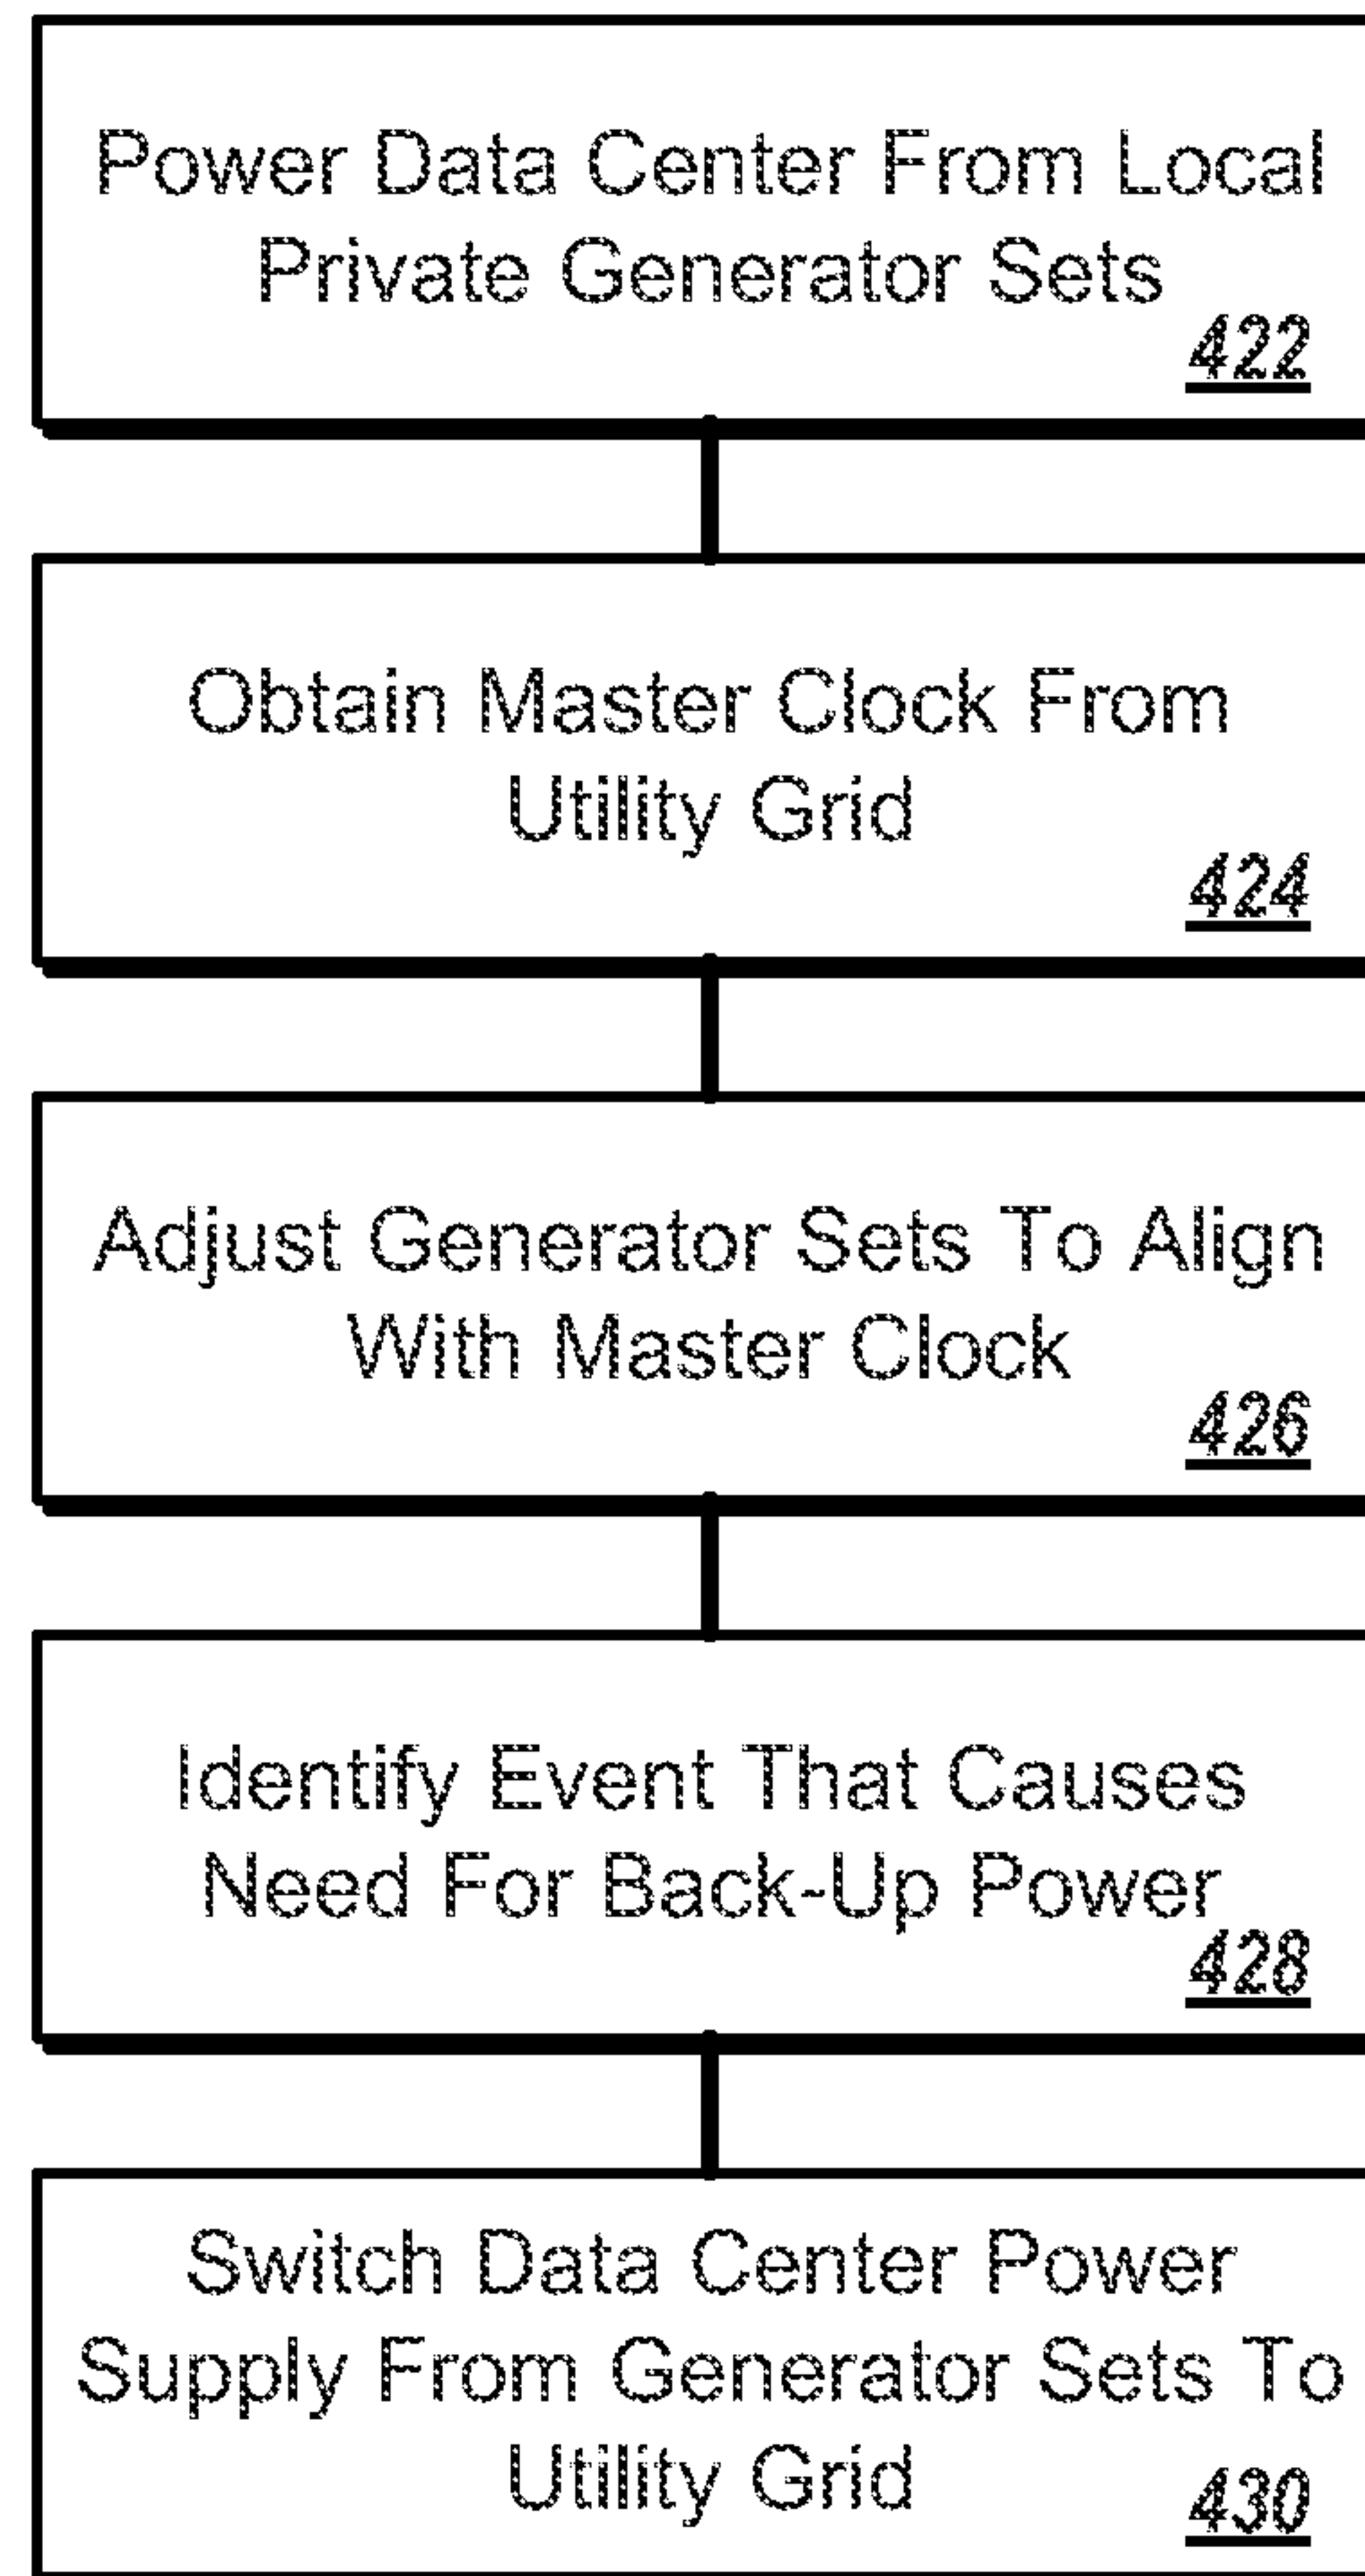 Power Data Center From Local
Private Generator Sets
422
Obtain Master Clock From
Utility Grid
424
Adjust Generator Sets To Align
With Master Clock
426
Identify Event That Causes
Need For Back-Up Power
428
Switch Data Center Power
Supply From Generator Sets To
Utility Grid
430